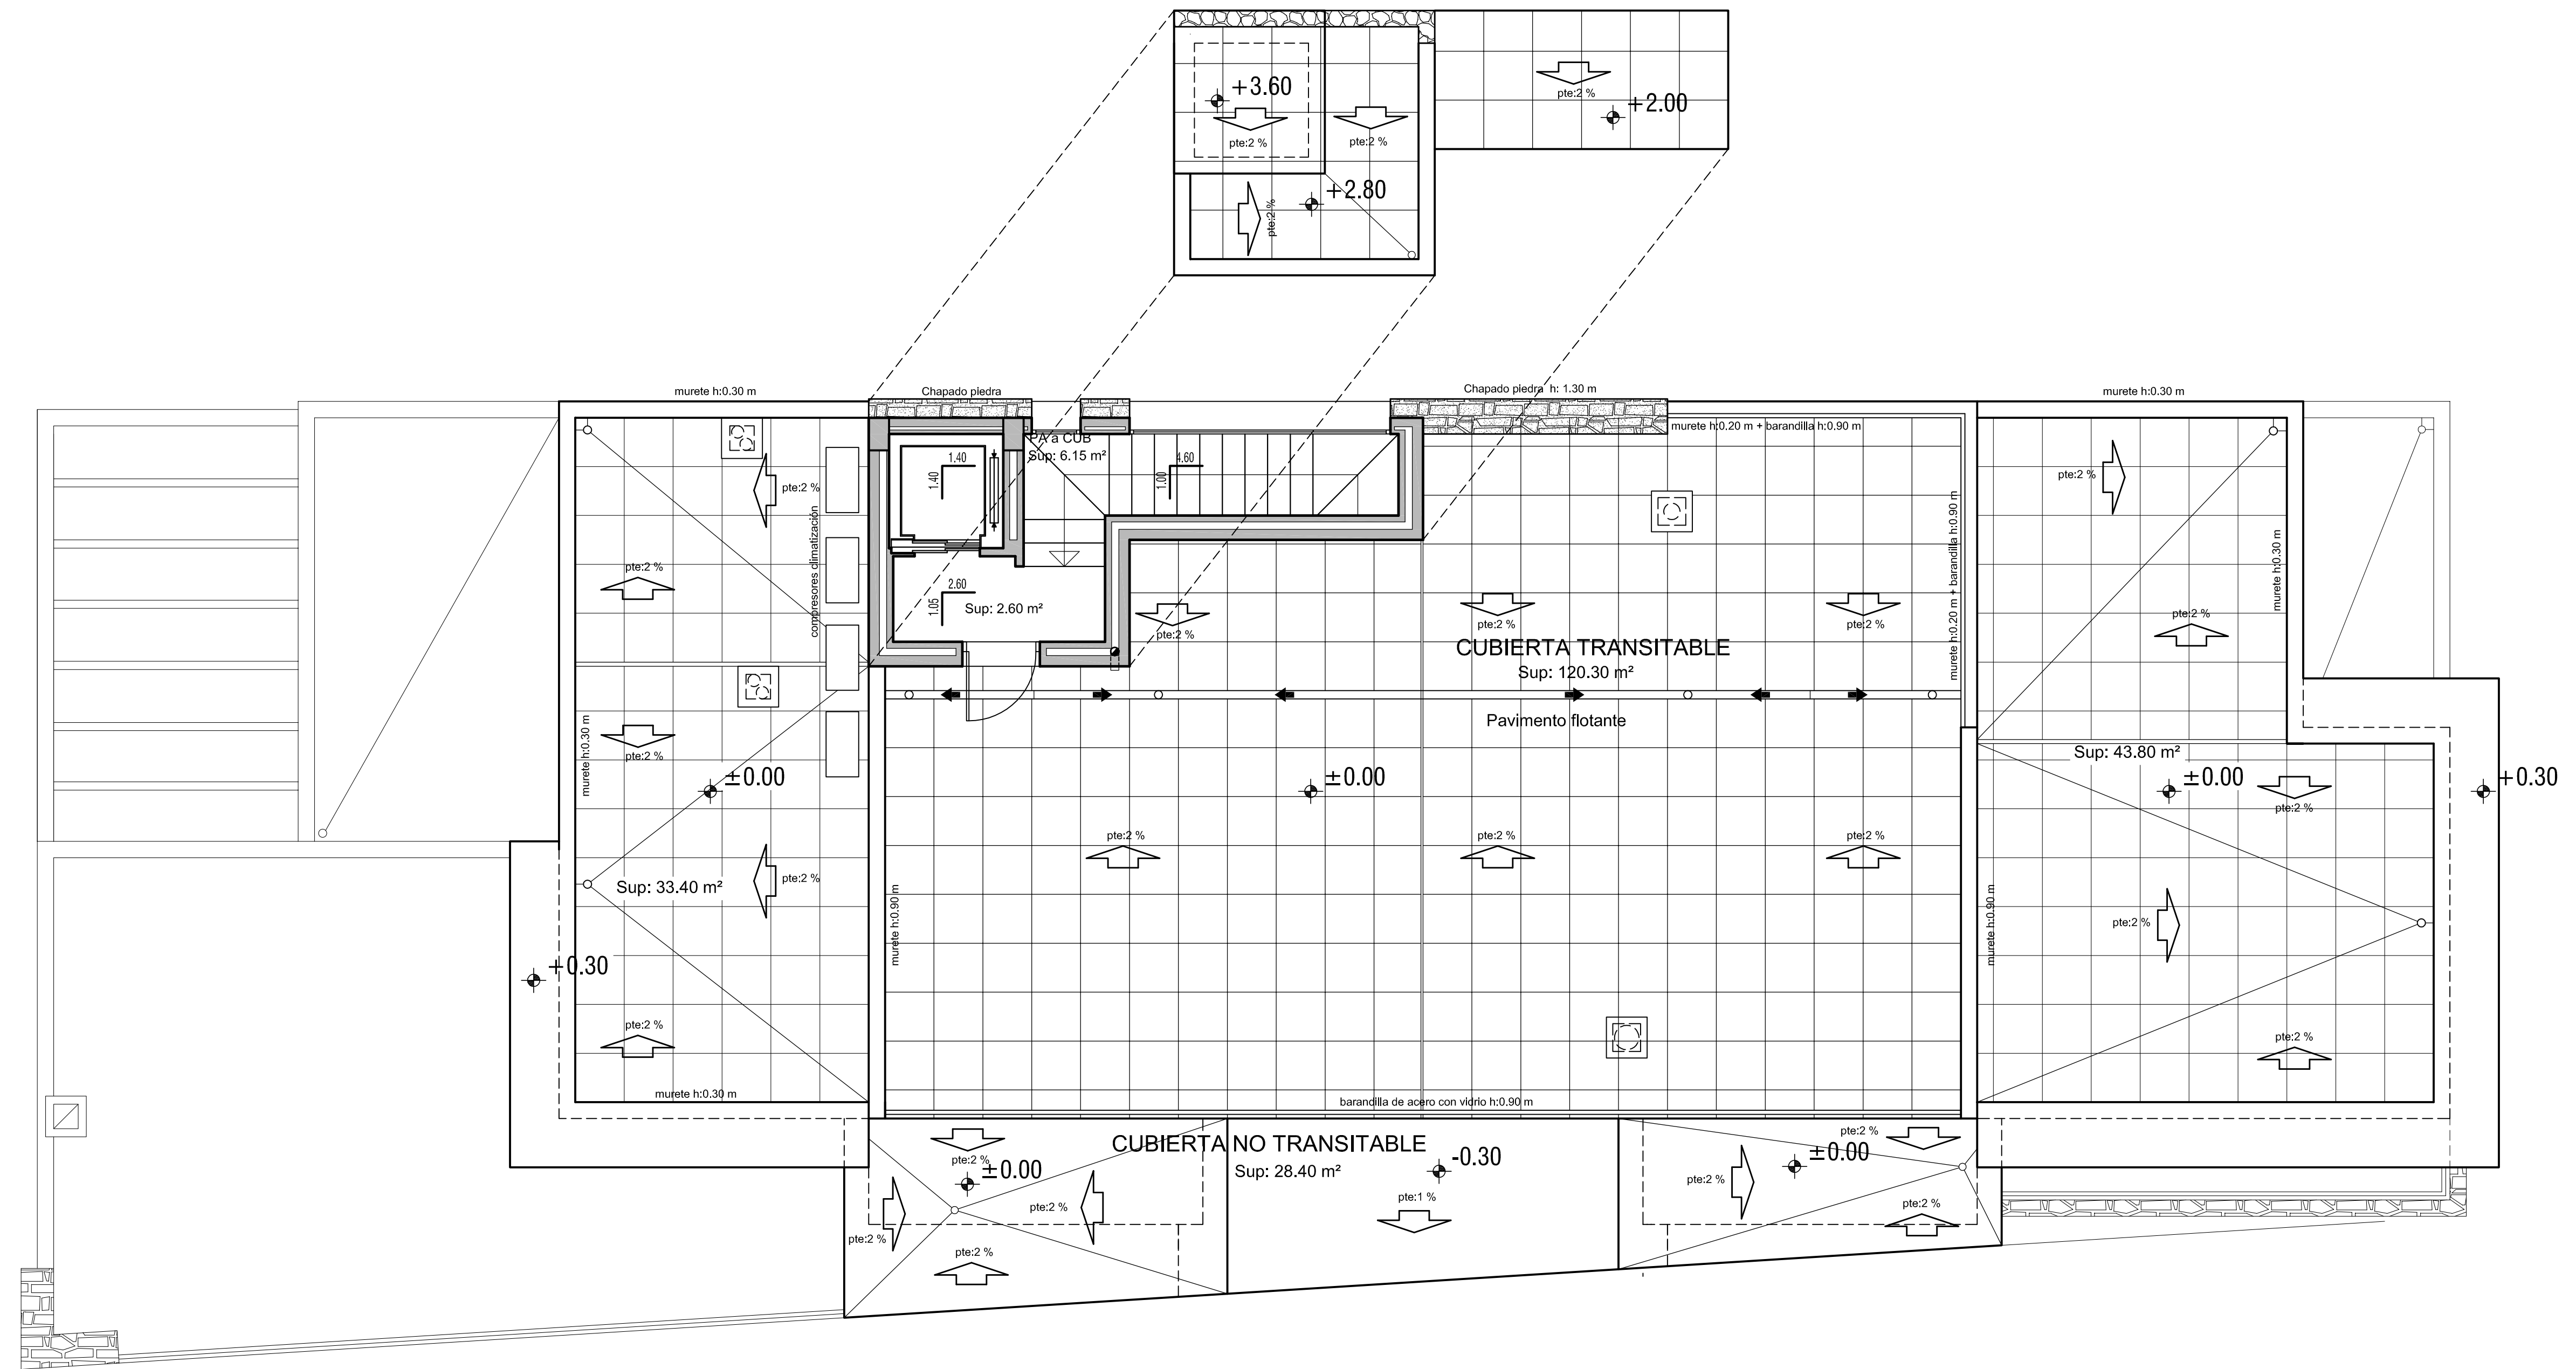 +3.60
pte:2 %
pte:2 %
pte:2 %
+2.00
+2.80
pte:2 %
murete h:0.30 m
Chapado piedra
Chapado piedra h: 1.30 m
murete h:0.30 m
murete h:0.20 m + barandilla h:0.90 m
PA a CUB
Sup: 6.15 m²
1.40
1.40
4.60
1.00
pte:2 %
compresores climatización
pte:2 %
2.60
1.05
Sup: 2.60 m²
pte:2 %
pte:2 %
pte:2 %
murete h:0.20 m + barandilla h:0.90 m
pte:2 %
murete h:0.30 m
pte:2 %
CUBIERTA TRANSITABLE
Sup: 120.30 m²
Pavimento flotante
murete h:0.30 m
pte:2 %
±0.00
±0.00
Sup: 43.80 m²
±0.00
pte:2 %
+0.30
pte:2 %
pte:2 %
pte:2 %
Sup: 33.40 m²
pte:2 %
murete h:0.90 m
murete h:0.90 m
pte:2 %
+0.30
pte:2 %
pte:2 %
murete h:0.30 m
barandilla de acero con vidrio h:0.90 m
CUBIERTA NO TRANSITABLE
Sup: 28.40 m²
pte:2 %
±0.00
-0.30
pte:2 %
±0.00
pte:2 %
pte:2 %
pte:1 %
pte:2 %
pte:2 %
pte:2 %